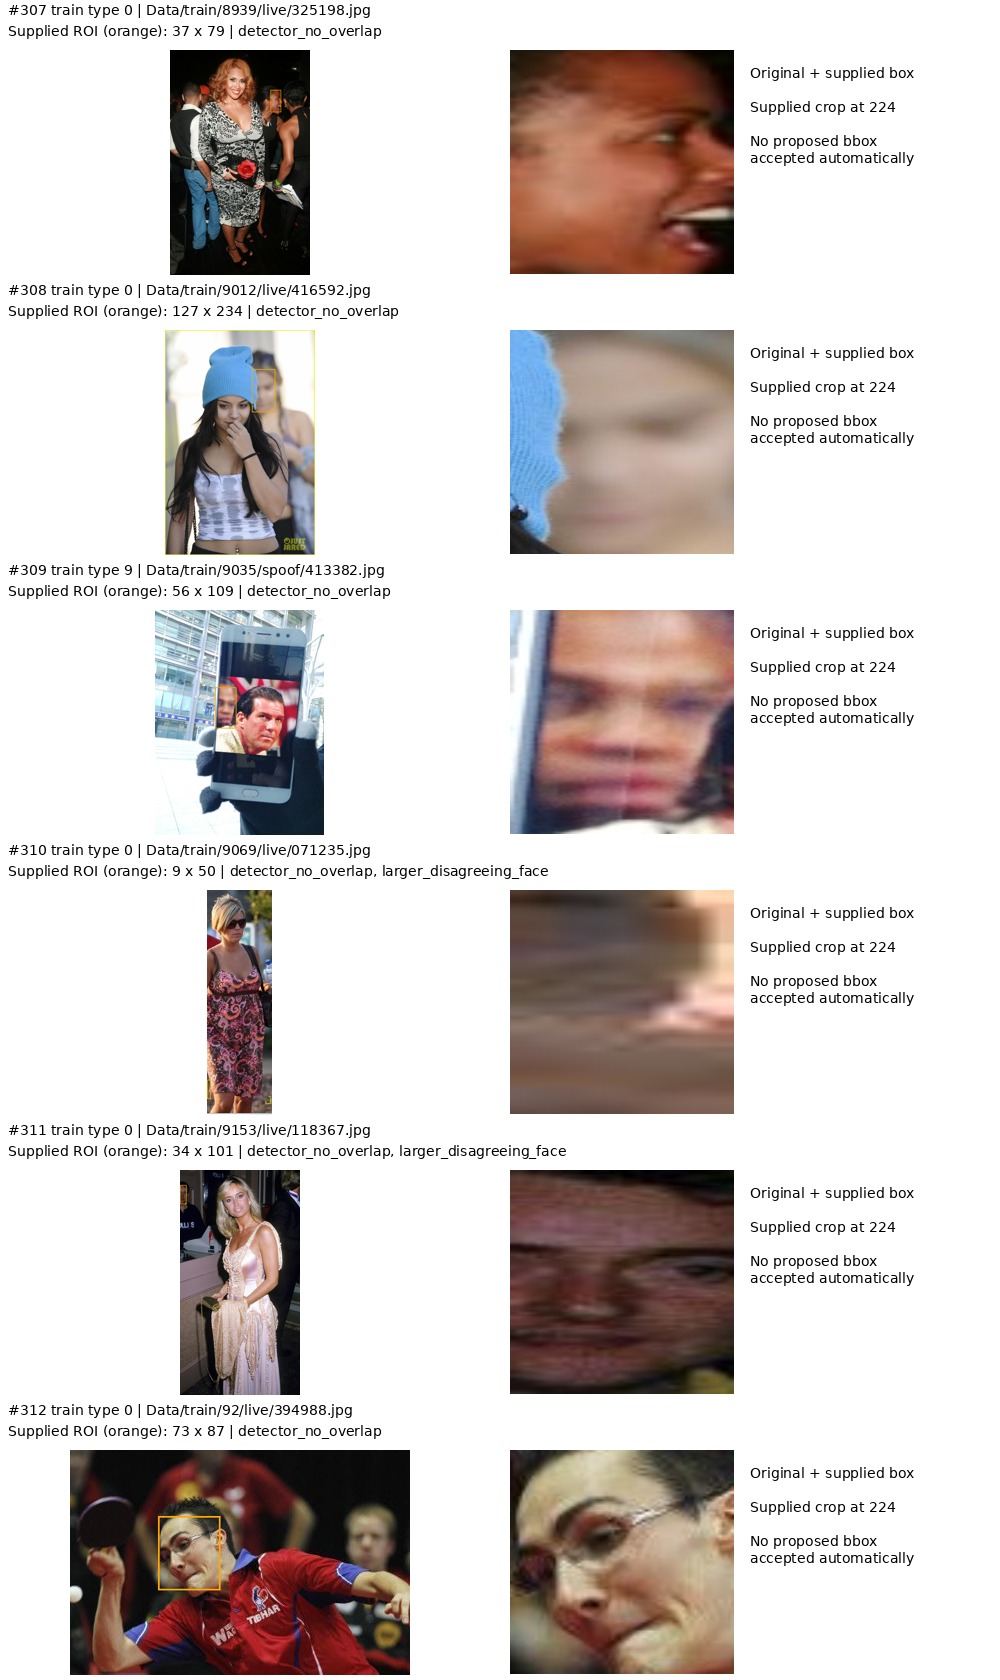 #307 train type 0 | Data/train/8939/live/325198.jpg
Supplied ROI (orange): 37 x 79 | detector_no_overlap
Original + supplied box
Supplied crop at 224
No proposed bbox
accepted automatically
#308 train type 0 | Data/train/9012/live/416592.jpg
Supplied ROI (orange): 127 x 234 | detector_no_overlap
Original + supplied box
Supplied crop at 224
No proposed bbox
accepted automatically
JUST
JARED
#309 train type 9 | Data/train/9035/spoof/413382.jpg
Supplied ROI (orange): 56 x 109 | detector_no_overlap
Original + supplied box
Supplied crop at 224
No proposed bbox
accepted automatically
#310 train type 0 | Data/train/9069/live/071235.jpg
Supplied ROI (orange): 9 x 50 | detector_no_overlap, larger_disagreeing_face
Original + supplied box
Supplied crop at 224
No proposed bbox
accepted automatically
#311 train type 0 | Data/train/9153/live/118367.jpg
Supplied ROI (orange): 34 x 101 | detector_no_overlap, larger_disagreeing_face
Original + supplied box
Supplied crop at 224
No proposed bbox
accepted automatically
#312 train type 0 | Data/train/92/live/394988.jpg
Supplied ROI (orange): 73 x 87 | detector_no_overlap
Original + supplied box
Supplied crop at 224
No proposed bbox
accepted automatically
TIBHAR